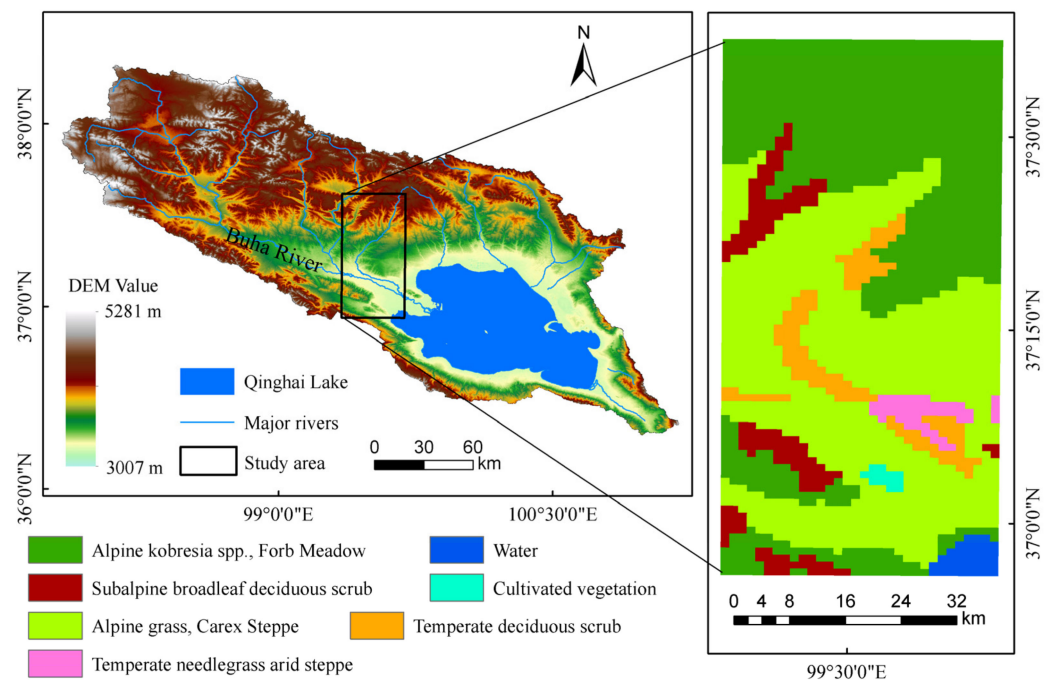 N
38°0'0"N
37°0'0"N
36°0'0"N
99°0'0"E
100°30'0"E
Buha River
DEM Value
5281 m
3007 m
Qinghai Lake
Major rivers
Study area
0 30 60
km
37°30'0"N
37°15'0"N
37°0'0"N
0 2 4 8 16 24 32
km
99°30'0"E
Alpine kobresia spp., Forb Meadow
Water
Subalpine broadleaf deciduous scrub
Cultivated vegetation
Alpine grass, Carex Steppe
Temperate deciduous scrub
Temperate needlegrass arid steppe